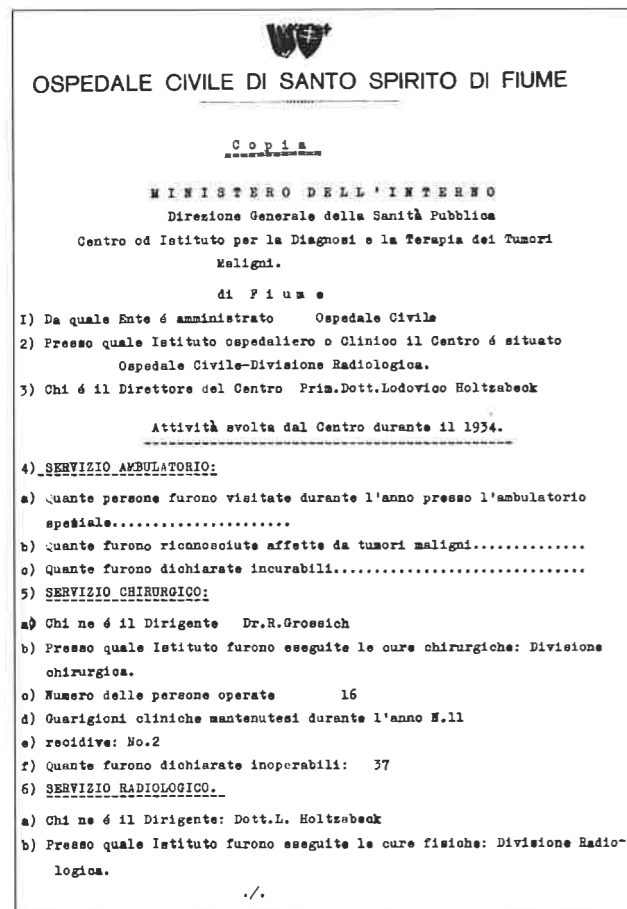 OSPEDALE CIVILE DI SANTO SPIRITO DI FIUME
Copia
MINISTERO DELL'INTERNO
Direzione Generale della Sanità Pubblica
Centro od Istituto per la Diagnosi e la Terapia dei Tumori
Maligni.
di Fiume
I) Da quale Ente é amministrato Ospedale Civile
2) Presso quale Istituto ospedaliero o Clinico il Centro é situato
Ospedale Civile-Divisione Radiologica.
3) Chi é il Direttore del Centro Prim.Dott.Lodovico Holtzabeck
Attività svolta dal Centro durante il 1934.
4) SERVIZIO AMBULATORIO:
a) Quante persone furono visitate durante l'anno presso l'ambulatorio
speziale......................
b) Quante furono riconosciute affette da tumori maligni..............
c) Quante furono dichiarate incurabili...............................
5) SERVIZIO CHIRURGICO:
a) Chi ne é il Dirigente Dr.R.Grossich
b) Presso quale Istituto furono eseguite le cure chirurgiche: Divisione
chirurgica.
c) Numero delle persone operate 16
d) Guarigioni cliniche mantenutesi durante l'anno N.11
e) recidive: No.2
f) Quante furono dichiarate inoperabili: 37
6) SERVIZIO RADIOLOGICO.
a) Chi ne é il Dirigente: Dott.L. Holtzabeck
b) Presso quale Istituto furono eseguite le cure fisiche: Divisione Radio-
logica.
./.